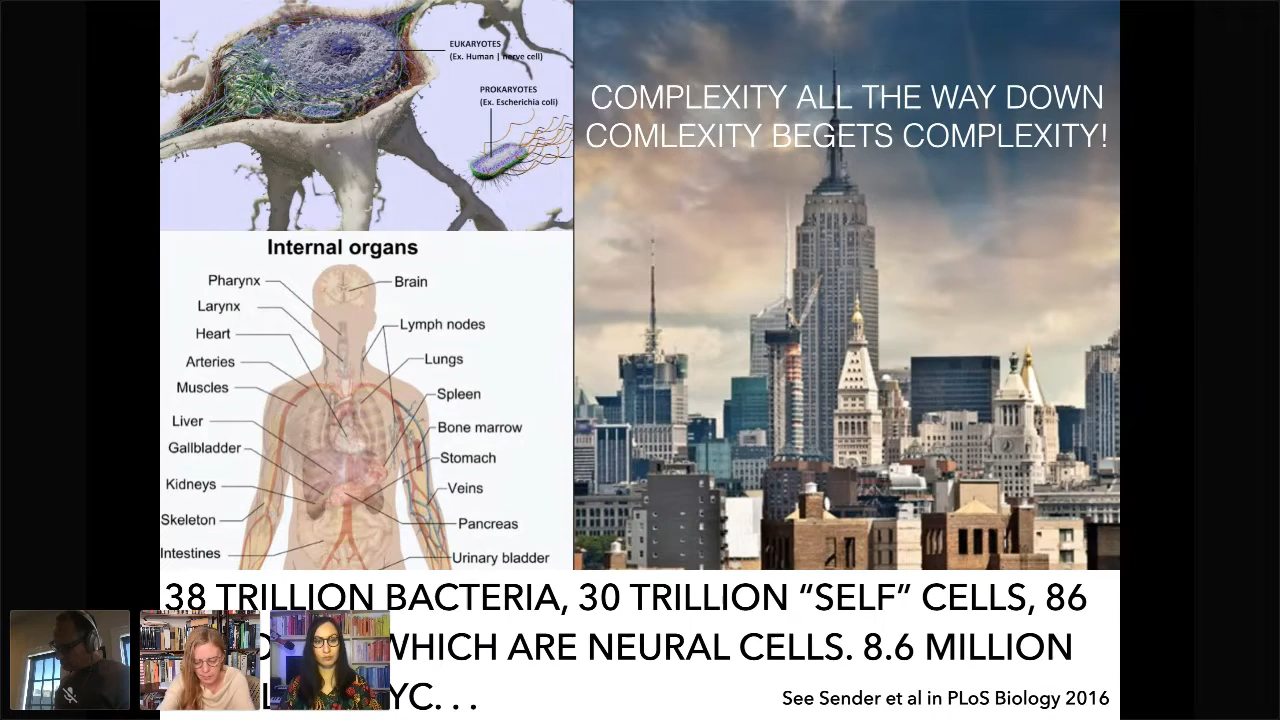 EUKARYOTES
(Ex. Human | nerve cell)
PROKARYOTES
(Ex. Escherichia coli)
COMPLEXITY ALL THE WAY DOWN
COMLEXITY BEGETS COMPLEXITY!
Internal organs
Pharynx
Brain
Larynx
Lymph nodes
Heart
Arteries
Lungs
Muscles
Spleen
Liver
Bone marrow
Gallbladder
Stomach
Kidneys
Veins
Skeleton
Pancreas
Intestines
Urinary bladder
38 TRILLION BACTERIA, 30 TRILLION “SELF” CELLS, 86
WHICH ARE NEURAL CELLS. 8.6 MILLION
YC. . .
See Sender et al in PLoS Biology 2016